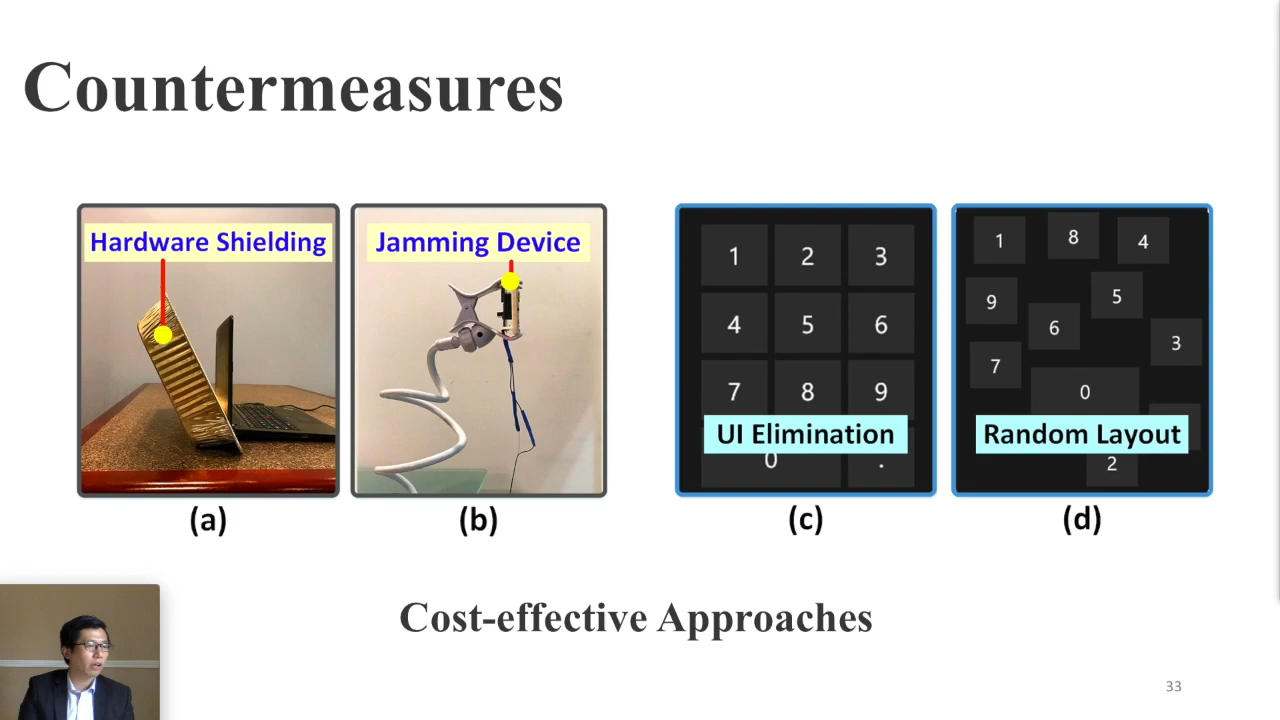 Countermeasures
Hardware Shielding
Jamming Device
1 2 3
4 5 6
7 8 9
UI Elimination
0 .
1 8 4
9 5
6 3
7
0
Random Layout
2
(a) (b) (c) (d)
Cost-effective Approaches
33